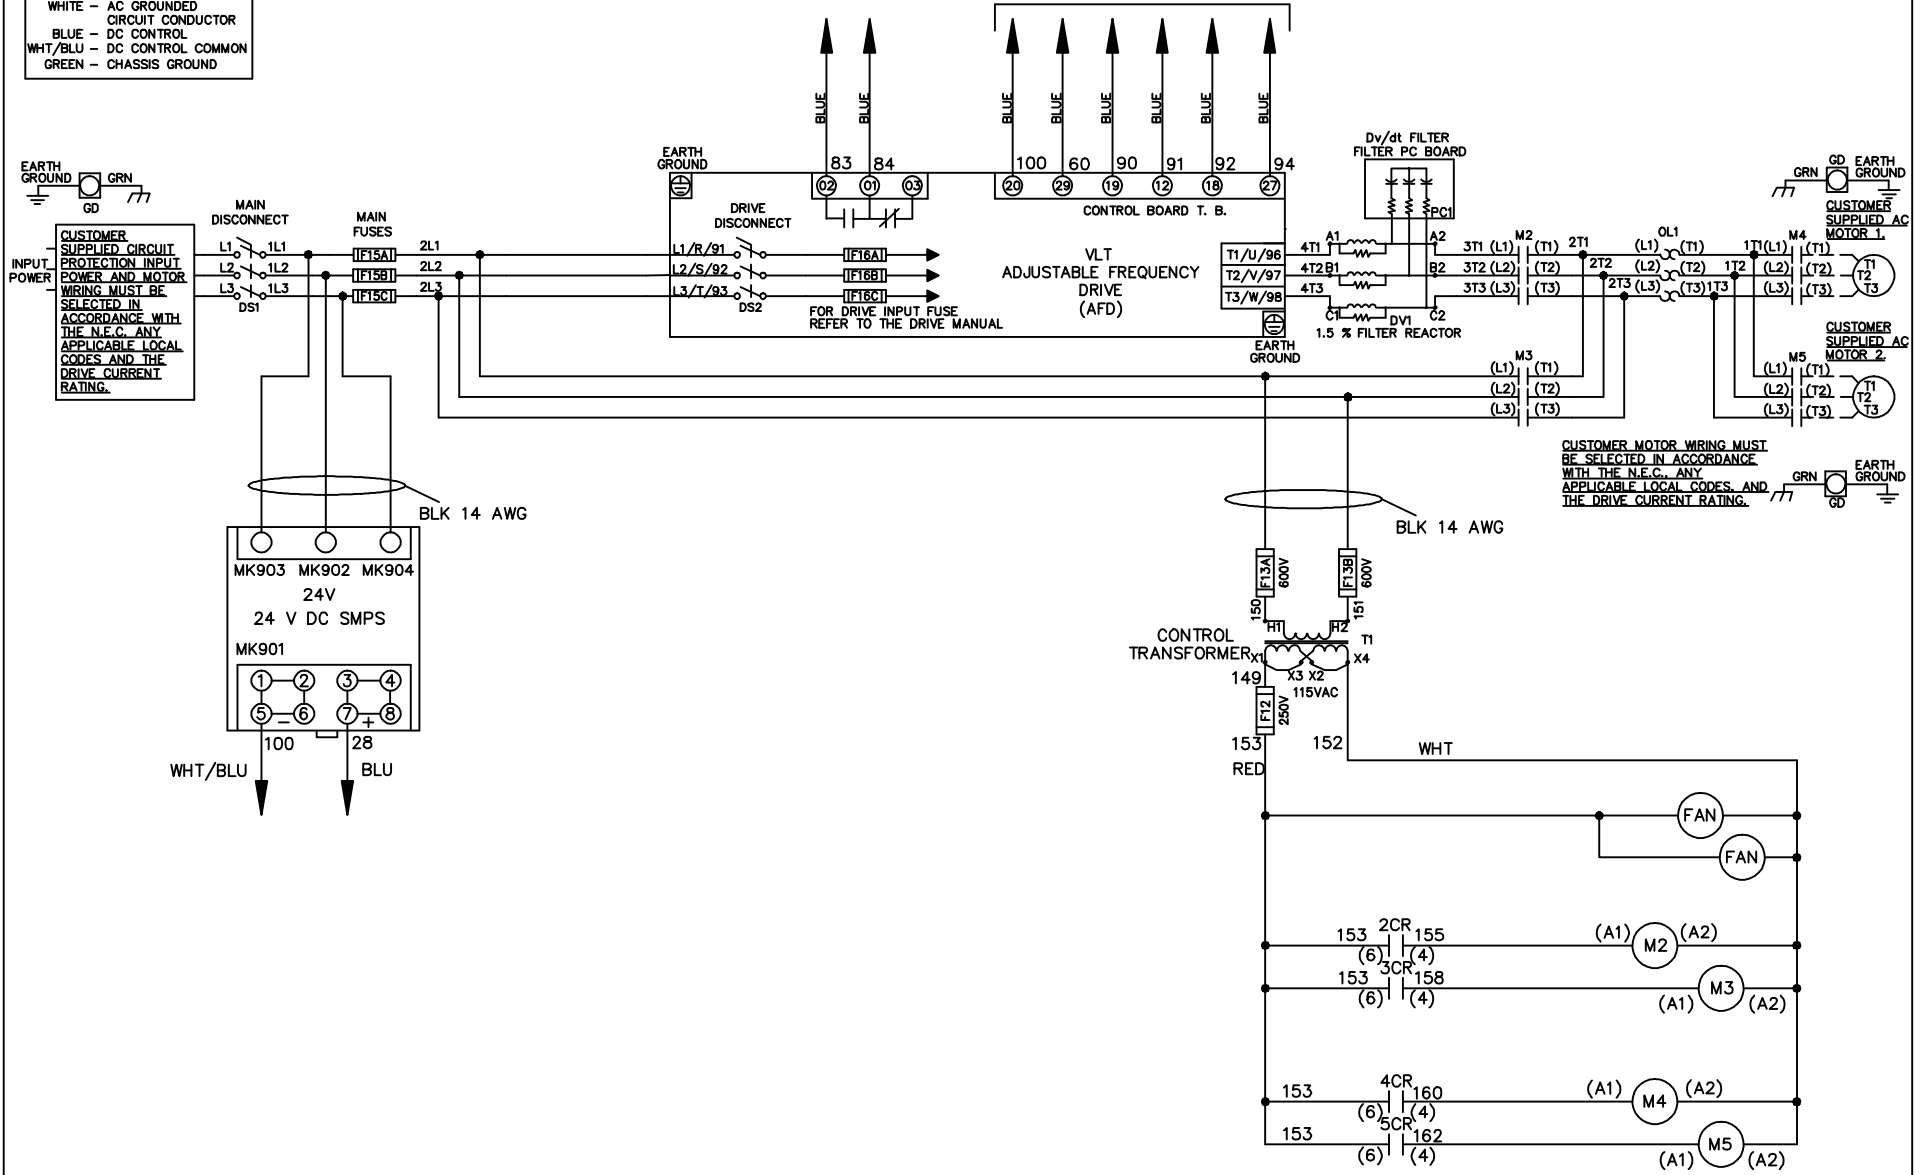 WHITE – AC GROUNDED
CIRCUIT CONDUCTOR
BLUE – DC CONTROL
WHT/BLU – DC CONTROL COMMON
GREEN – CHASSIS GROUND
BLUE
BLUE
BLUE
BLUE
BLUE
BLUE
BLUE
BLUE
EARTH
GROUND
GRN
GD
INPUT
POWER
CUSTOMER
SUPPLIED CIRCUIT
PROTECTION INPUT
POWER AND MOTOR
WIRING MUST BE
SELECTED IN
ACCORDANCE WITH
THE N.E.C. ANY
APPLICABLE LOCAL
CODES AND THE
DRIVE CURRENT
RATING.
MAIN
DISCONNECT
L1 1L1
L2 1L2
L3 1L3
DS1
MAIN
FUSES
F15A
F15B
F15C
2L1
2L2
2L3
EARTH
GROUND
83 84
02 01 03
100 60 90 91 92 94
20 29 19 12 18 27
CONTROL BOARD T. B.
DRIVE
DISCONNECT
L1/R/91
L2/S/92
L3/T/93
DS2
F16A
F16B
F16C
FOR DRIVE INPUT FUSE
REFER TO THE DRIVE MANUAL
VLT
ADJUSTABLE FREQUENCY
DRIVE
(AFD)
T1/U/96
T2/V/97
T3/W/98
EARTH
GROUND
Dv/dt FILTER
FILTER PC BOARD
PC1
4T1 A1 A2
4T2 B1 B2
4T3
C1 C2
DV1
1.5 % FILTER REACTOR
M2
3T1 (L1) (T1) 2T1
3T2 (L2) (T2) 2T2
3T3 (L3) (T3) 2T3
OL1
(L1) (T1) 1T1
(L2) (T2) 1T2
(L3) (T3) 1T3
M4
(L1) (T1)
(L2) (T2)
(L3) (T3)
T1
T2
T3
GRN
GD
EARTH
GROUND
CUSTOMER
SUPPLIED AC
MOTOR 1.
CUSTOMER
SUPPLIED AC
MOTOR 2.
M3
(L1) (T1)
(L2) (T2)
(L3) (T3)
M5
(L1) (T1)
(L2) (T2)
(L3) (T3)
T1
T2
T3
CUSTOMER MOTOR WIRING MUST
BE SELECTED IN ACCORDANCE
WITH THE N.E.C., ANY
APPLICABLE LOCAL CODES, AND
THE DRIVE CURRENT RATING.
GRN
GD
EARTH
GROUND
BLK 14 AWG
MK903 MK902 MK904
24V
24 V DC SMPS
MK901
1 2 3 4
5 – 6 7 + 8
100 28
WHT/BLU BLU
BLK 14 AWG
F13A
600V
F13B
600V
150
151
H1 H2
T1
CONTROL
TRANSFORMER
X1 X4
X3 X2
149
115VAC
F12
250V
153 152
RED
WHT
FAN
FAN
2CR
153 155
(6) (4)
(A1) M2 (A2)
3CR
153 158
(6) (4)
M3
(A1) (A2)
4CR
153 160
(6) (4)
(A1) M4 (A2)
5CR
153 162
(6) (4)
M5
(A1) (A2)